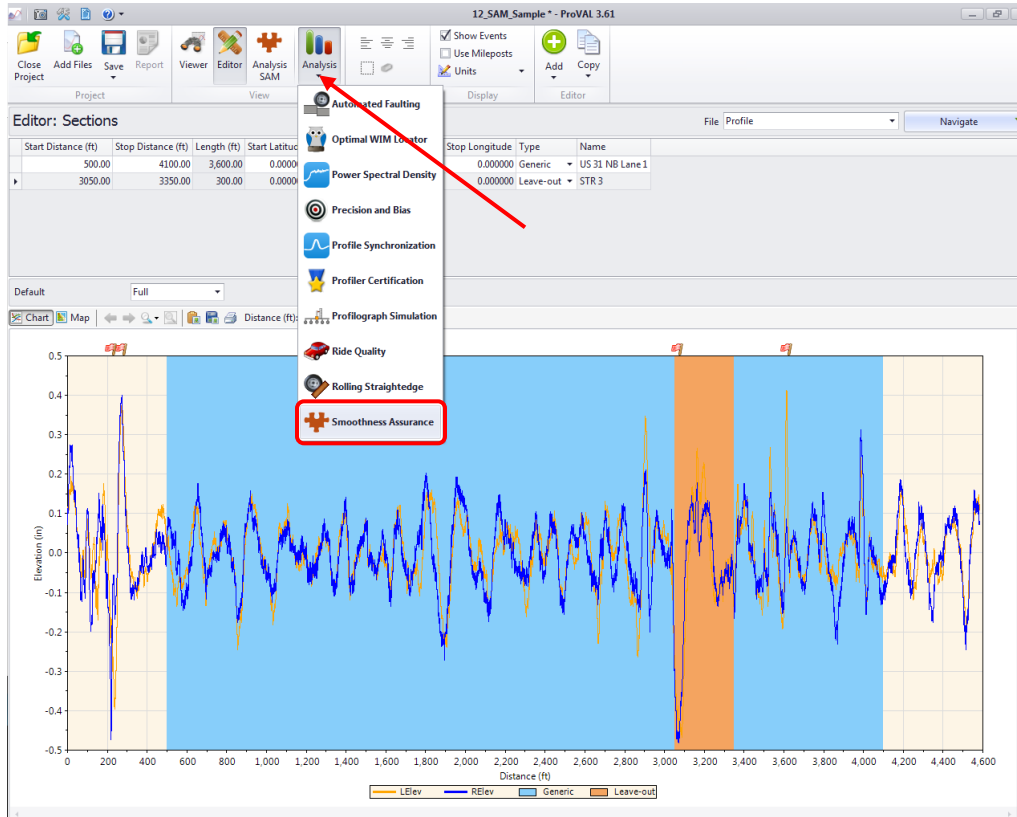 12_SAM_Sample * - ProVAL 3.61
Close Project
Add Files
Save
Report
Viewer
Editor
Analysis SAM
Analysis
Show Events
Use Mileposts
Units
Add
Copy
Project
View
Display
Editor
Editor: Sections
File Profile
Navigate
Start Distance (ft) Stop Distance (ft) Length (ft) Start Latituc Stop Longitude Type Name
500.00 4100.00 3,600.00 0.0000 0.000000 Generic US 31 NB Lane 1
3050.00 3350.00 300.00 0.0000 0.000000 Leave-out STR 3
Automated Faulting
Optimal WIM Locator
Power Spectral Density
Precision and Bias
Profile Synchronization
Profiler Certification
Profilograph Simulation
Ride Quality
Rolling Straightedge
Smoothness Assurance
Default Full
Chart Map Distance (ft):
0.5
0.4
0.3
0.2
0.1
0.0
-0.1
-0.2
-0.3
-0.4
-0.5
Elevation (in)
0 200 400 600 800 1,000 1,200 1,400 1,600 1,800 2,000 2,200 2,400 2,600 2,800 3,000 3,200 3,400 3,600 3,800 4,000 4,200 4,400 4,600
Distance (ft)
LElev RElev Generic Leave-out